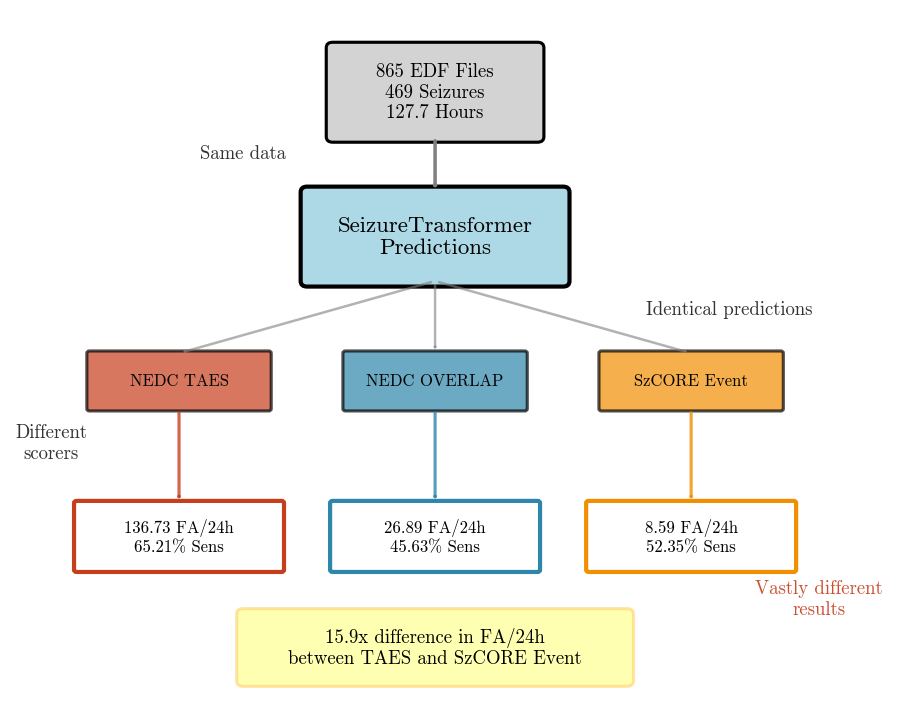 865 EDF Files
469 Seizures
127.7 Hours
Same data
SeizureTransformer
Predictions
Identical predictions
NEDC TAES
NEDC OVERLAP
SzCORE Event
Different
scorers
136.73 FA/24h
65.21% Sens
26.89 FA/24h
45.63% Sens
8.59 FA/24h
52.35% Sens
Vastly different
results
15.9x difference in FA/24h
between TAES and SzCORE Event